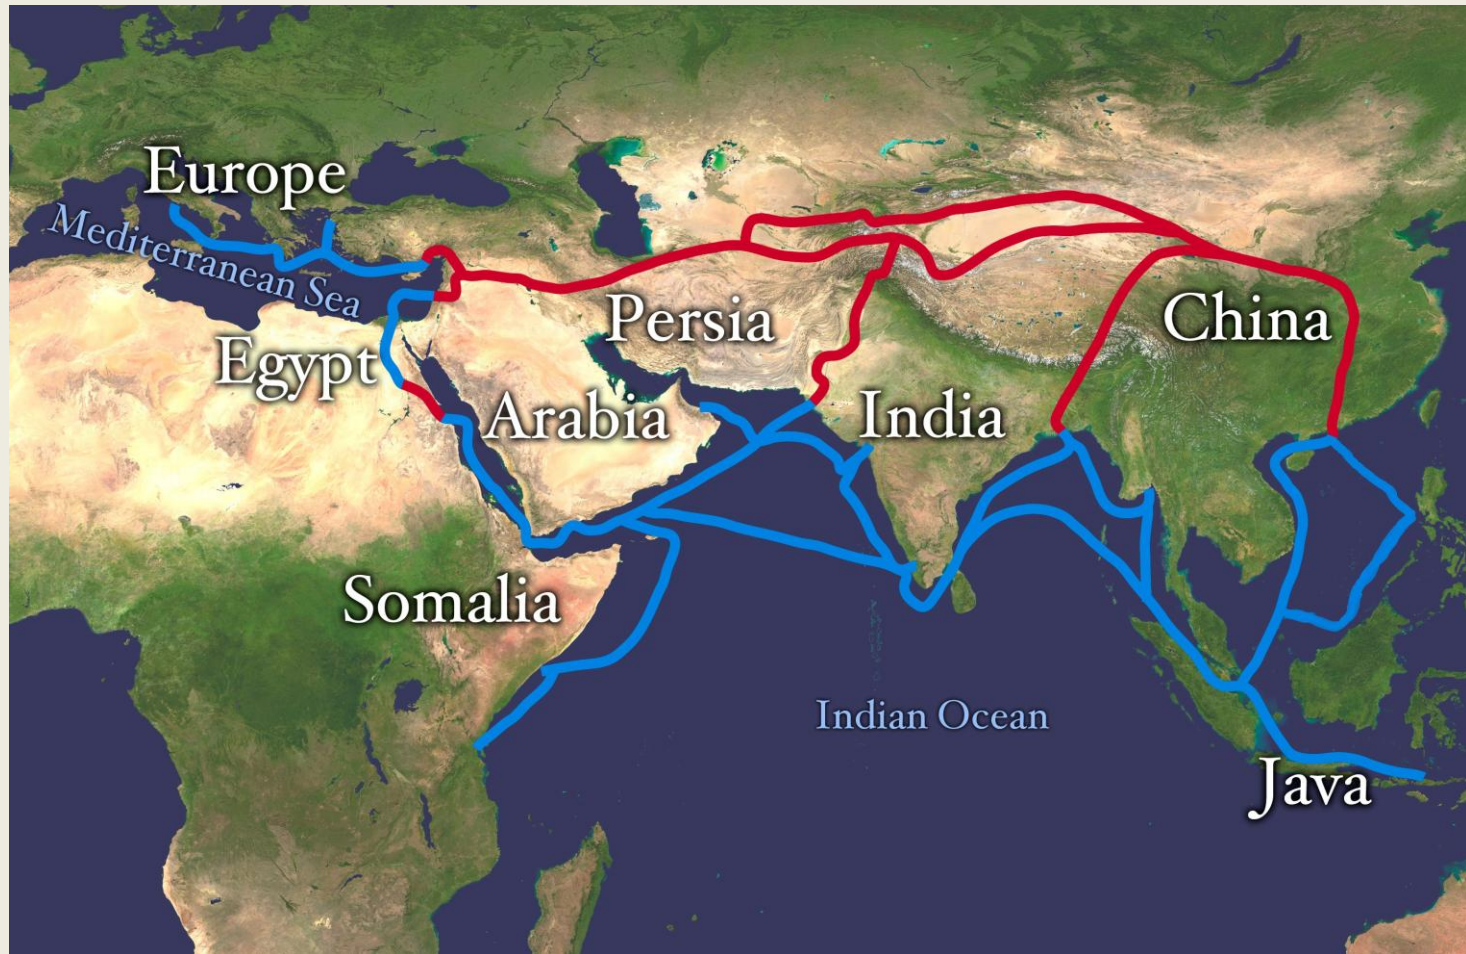 Europe
Mediterranean Sea
Persia
China
Egypt
Arabia
India
Somalia
Indian Ocean
Java